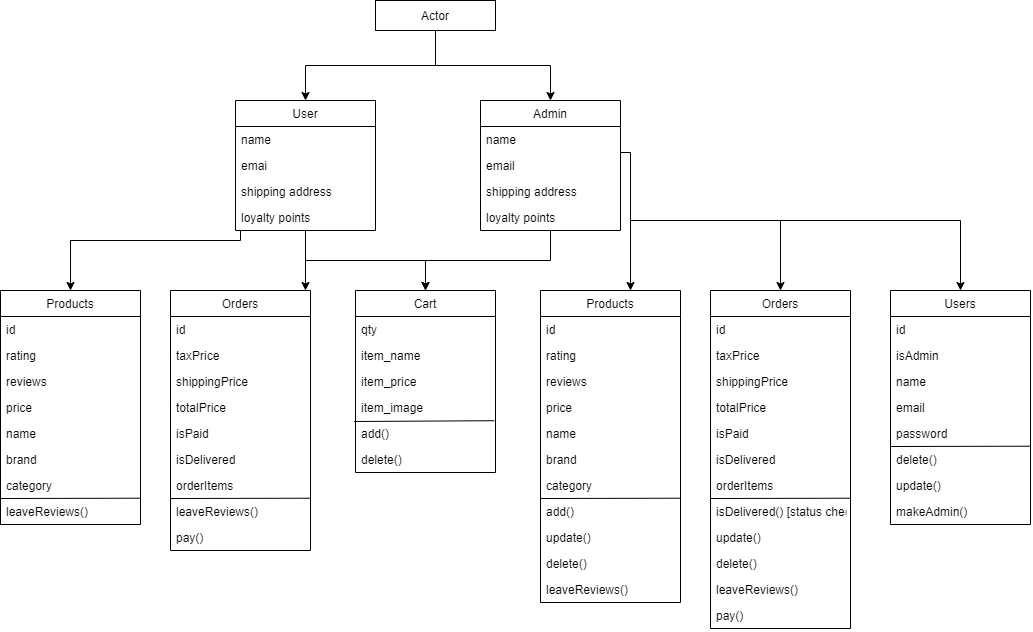 Actor
User
name
emai
shipping address
loyalty points
Admin
name
email
shipping address
loyalty points
Products
id
rating
reviews
price
name
brand
category
leaveReviews()
Orders
id
taxPrice
shippingPrice
totalPrice
isPaid
isDelivered
orderItems
leaveReviews()
pay()
Cart
qty
item_name
item_price
item_image
add()
delete()
Products
id
rating
reviews
price
name
brand
category
add()
update()
delete()
leaveReviews()
Orders
id
taxPrice
shippingPrice
totalPrice
isPaid
isDelivered
orderItems
isDelivered() [status che
update()
delete()
leaveReviews()
pay()
Users
id
isAdmin
name
email
password
delete()
update()
makeAdmin()